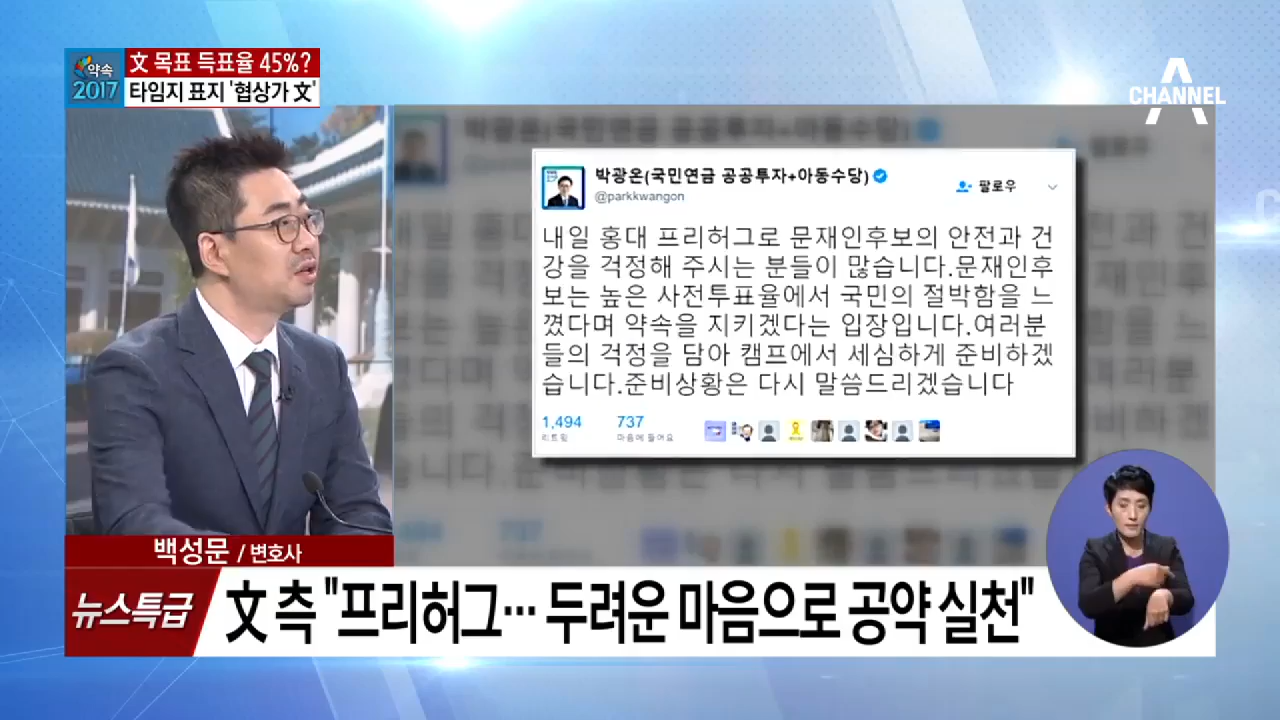 약속
2017
文 목표 득표율 45%?
타임지 표지 '협상가 文'
CHANNEL A
박광온(국민연금 공공투자+아동수당)
@parkkwangon
팔로우
내일 홍대 프리허그로 문재인후보의 안전과 건
강을 걱정해 주시는 분들이 많습니다.문재인후
보는 높은 사전투표율에서 국민의 절박함을 느
꼈다며 약속을 지키겠다는 입장입니다.여러분
들의 걱정을 담아 캠프에서 세심하게 준비하겠
습니다.준비상황은 다시 말씀드리겠습니다
1,494
리트윗
737
마음에 들어요
백성문 / 변호사
뉴스특급
文 측 "프리허그… 두려운 마음으로 공약 실천"